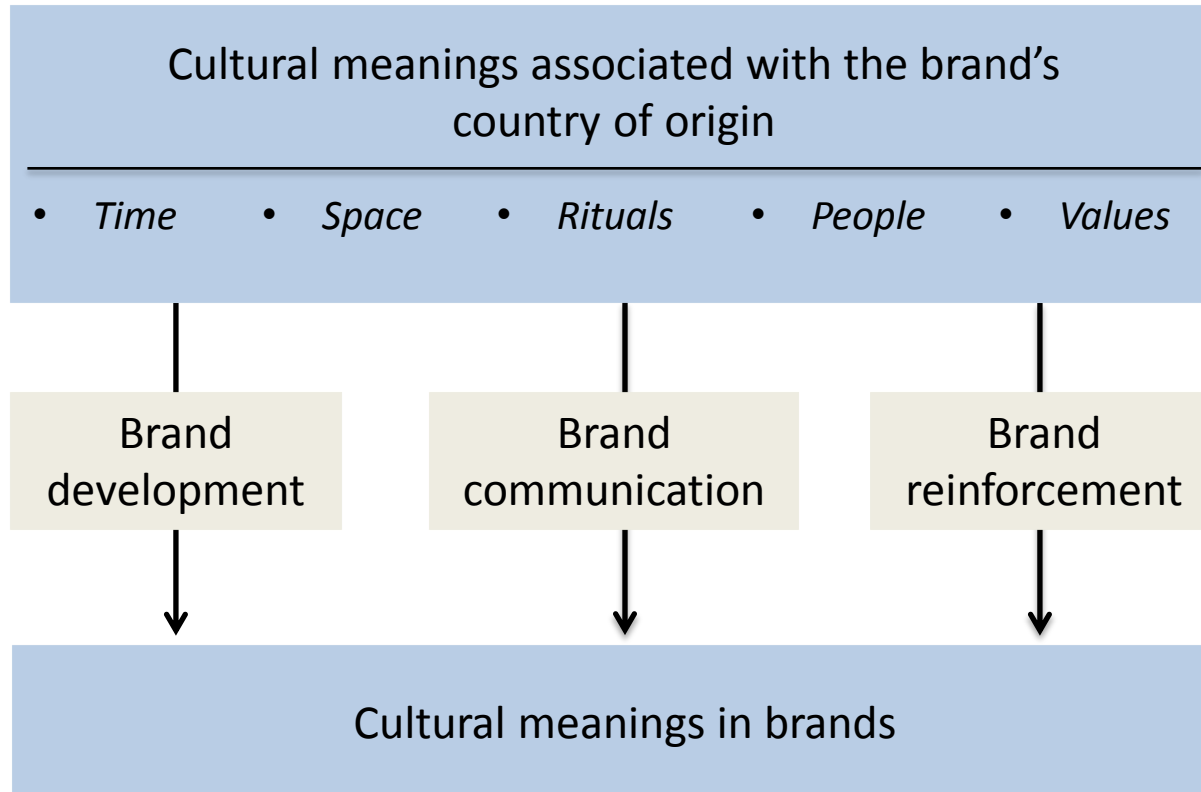 Cultural meanings associated with the brand’s
country of origin
• Time • Space • Rituals • People • Values
Brand
development
Brand
communication
Brand
reinforcement
Cultural meanings in brands